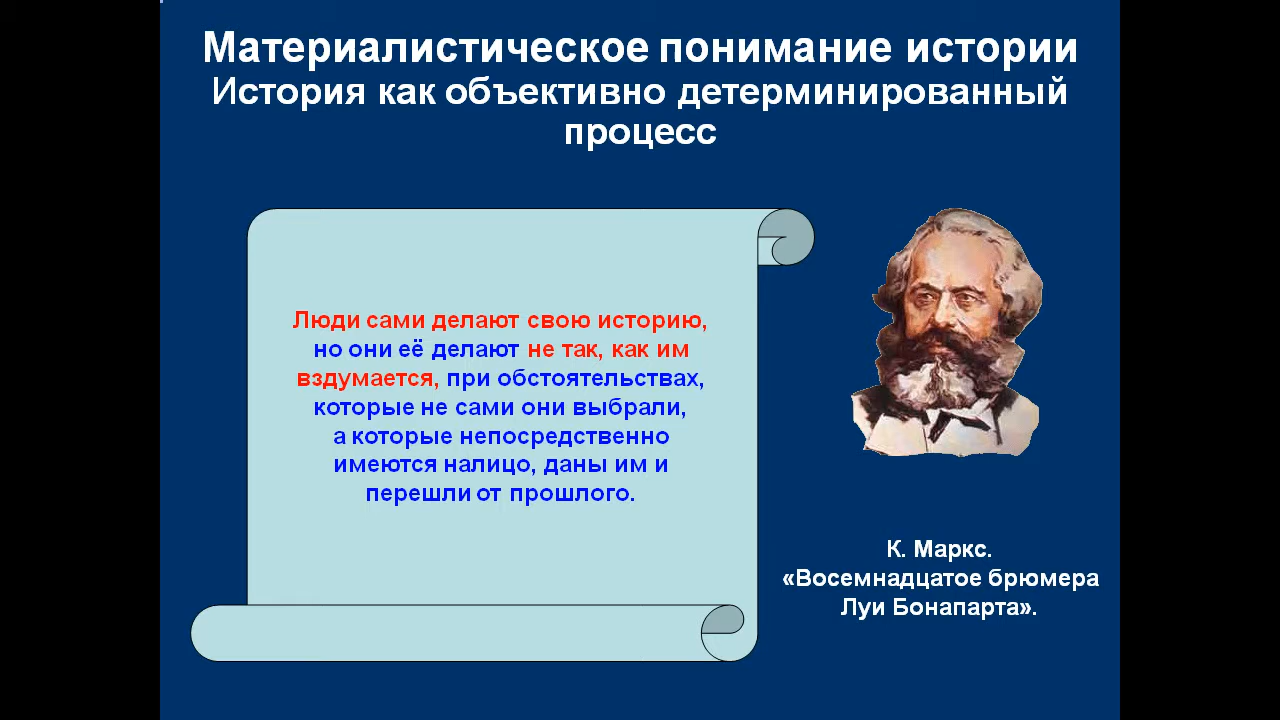 Материалистическое понимание истории
История как объективно детерминированный
процесс
Люди сами делают свою историю,
но они её делают не так, как им
вздумается, при обстоятельствах,
которые не сами они выбрали,
а которые непосредственно
имеются налицо, даны им и
перешли от прошлого.
К. Маркс.
«Восемнадцатое брюмера
Луи Бонапарта».